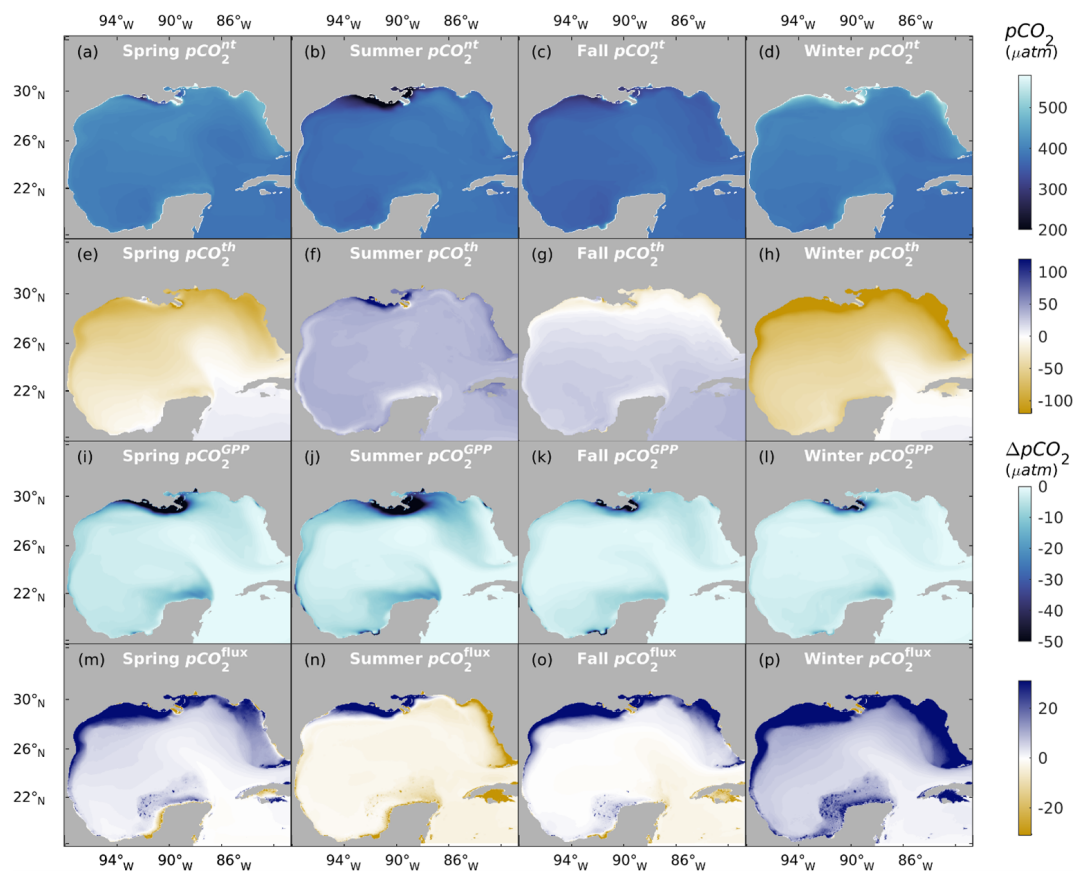 94°W 90°W 86°W 94°W 90°W 86°W 94°W 90°W 86°W 94°W 90°W 86°W
(a) Spring pCO₂ⁿᵗ (b) Summer pCO₂ⁿᵗ (c) Fall pCO₂ⁿᵗ (d) Winter pCO₂ⁿᵗ
pCO₂
(μatm)
30°N
26°N
22°N
500
400
300
200
(e) Spring pCO₂ᵗʰ (f) Summer pCO₂ᵗʰ (g) Fall pCO₂ᵗʰ (h) Winter pCO₂ᵗʰ
30°N
26°N
22°N
100
50
0
-50
-100
(i) Spring pCO₂ᴳᴾᴾ (j) Summer pCO₂ᴳᴾᴾ (k) Fall pCO₂ᴳᴾᴾ (l) Winter pCO₂ᴳᴾᴾ
ΔpCO₂
(μatm)
30°N
26°N
22°N
0
-10
-20
-30
-40
-50
(m) Spring pCO₂ᶠˡᵘˣ (n) Summer pCO₂ᶠˡᵘˣ (o) Fall pCO₂ᶠˡᵘˣ (p) Winter pCO₂ᶠˡᵘˣ
30°N
26°N
22°N
20
0
-20
94°W 90°W 86°W 94°W 90°W 86°W 94°W 90°W 86°W 94°W 90°W 86°W